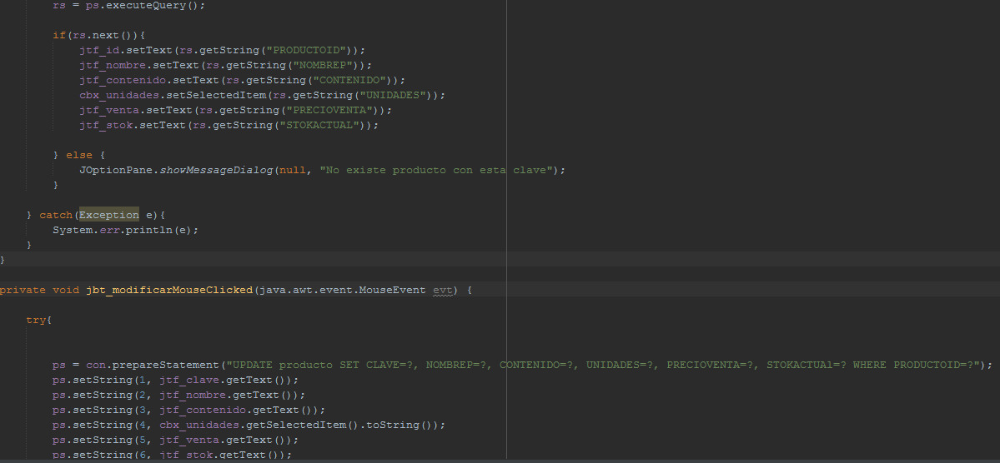 rs = ps.executeQuery();
if(rs.next()){
jtf_id.setText(rs.getString("PRODUCTOID"));
jtf_nombre.setText(rs.getString("NOMBREP"));
jtf_contenido.setText(rs.getString("CONTENIDO"));
cbx_unidades.setSelectedItem(rs.getString("UNIDADES"));
jtf_venta.setText(rs.getString("PRECIOVENTA"));
jtf_stok.setText(rs.getString("STOKACTUAL"));
} else {
JOptionPane.showMessageDialog(null, "No existe producto con esta clave");
}
} catch(Exception e){
System.err.println(e);
}
}
private void jbt_modificarMouseClicked(java.awt.event.MouseEvent evt) {
try{
ps = con.prepareStatement("UPDATE producto SET CLAVE=?, NOMBREP=?, CONTENIDO=?, UNIDADES=?, PRECIOVENTA=?, STOKACTUAl=? WHERE PRODUCTOID=?");
ps.setString(1, jtf_clave.getText());
ps.setString(2, jtf_nombre.getText());
ps.setString(3, jtf_contenido.getText());
ps.setString(4, cbx_unidades.getSelectedItem().toString());
ps.setString(5, jtf_venta.getText());
ps.setString(6, jtf_stok.getText());